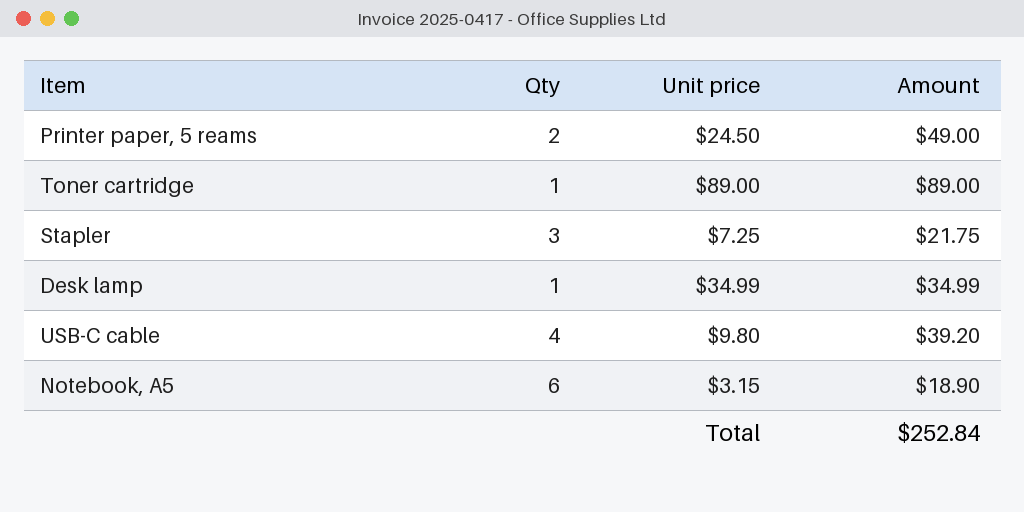 Invoice 2025-0417 - Office Supplies Ltd
Item Qty Unit price Amount
Printer paper, 5 reams 2 $24.50 $49.00
Toner cartridge 1 $89.00 $89.00
Stapler 3 $7.25 $21.75
Desk lamp 1 $34.99 $34.99
USB-C cable 4 $9.80 $39.20
Notebook, A5 6 $3.15 $18.90
Total $252.84